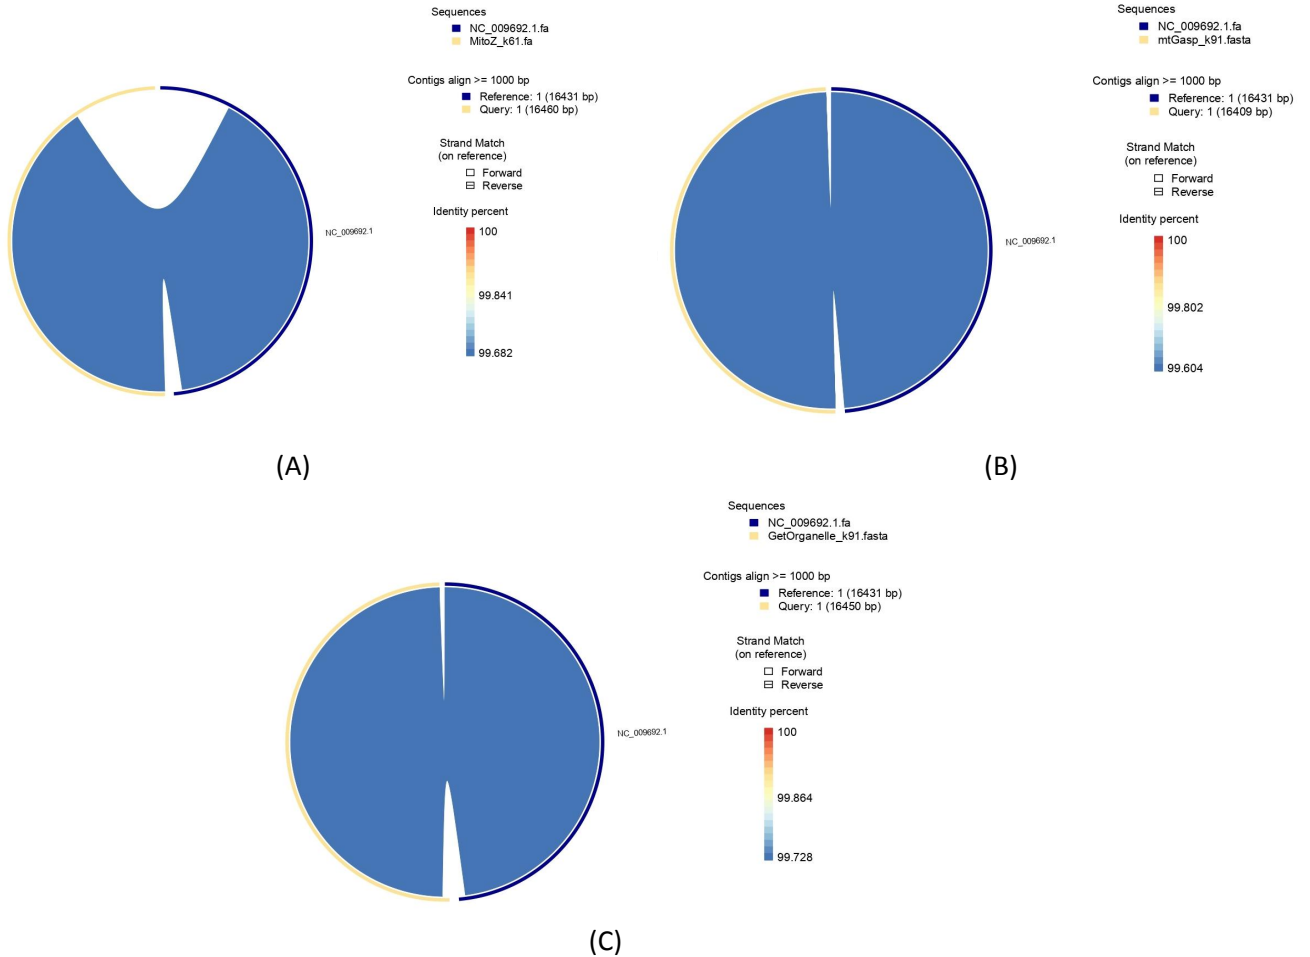 Sequences
NC_009692.1.fa
MitoZ_k61.fa
Contigs align >= 1000 bp
Reference: 1 (16431 bp)
Query: 1 (16460 bp)
Strand Match
(on reference)
Forward
Reverse
Identity percent
100
99.841
99.682
NC_009692.1
(A)
Sequences
NC_009692.1.fa
mtGasp_k91.fasta
Contigs align >= 1000 bp
Reference: 1 (16431 bp)
Query: 1 (16409 bp)
Strand Match
(on reference)
Forward
Reverse
Identity percent
100
99.802
99.604
NC_009692.1
(B)
Sequences
NC_009692.1.fa
GetOrganelle_k91.fasta
Contigs align >= 1000 bp
Reference: 1 (16431 bp)
Query: 1 (16450 bp)
Strand Match
(on reference)
Forward
Reverse
Identity percent
100
99.864
99.728
NC_009692.1
(C)